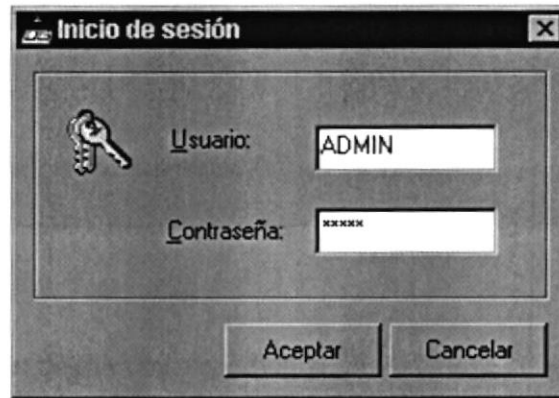 Inicio de sesión
Usuario:
ADMIN
Contraseña:
*****
Aceptar
Cancelar